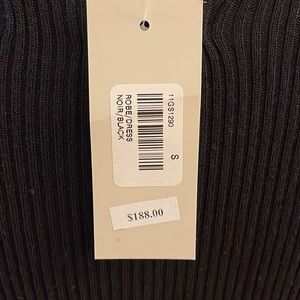 11GS1290
S
ROBE/DRESS
NOIR/BLACK
$188.00